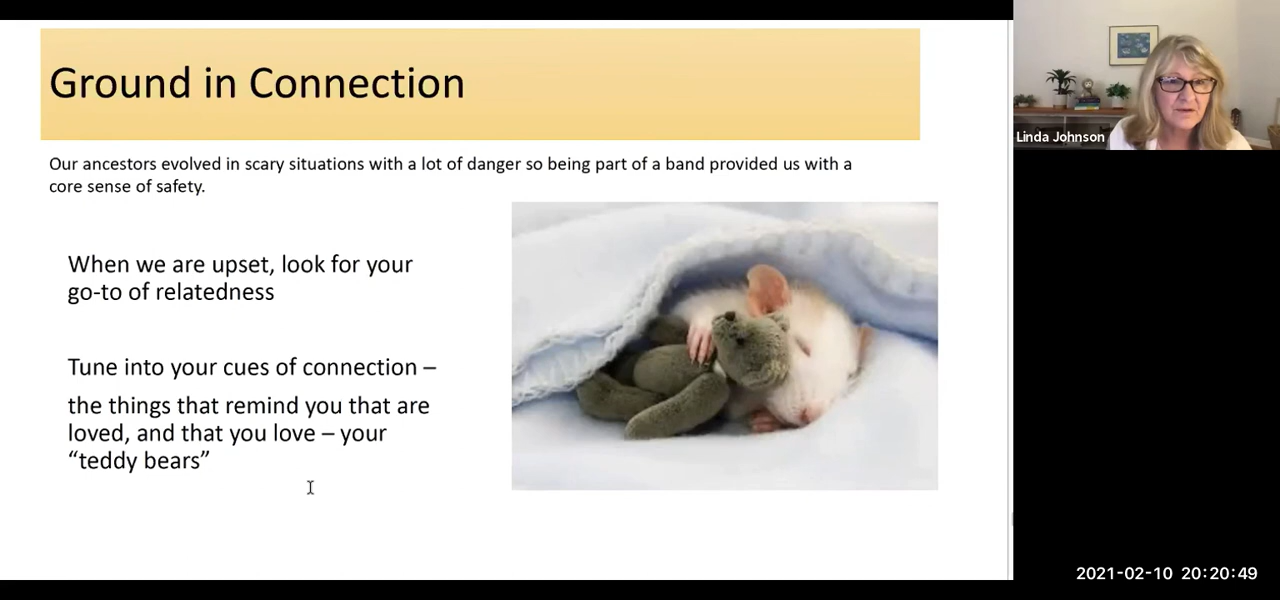 Ground in Connection
Our ancestors evolved in scary situations with a lot of danger so being part of a band provided us with a
core sense of safety.
When we are upset, look for your
go-to of relatedness
Tune into your cues of connection –
the things that remind you that are
loved, and that you love – your
“teddy bears”
Linda Johnson
2021-02-10 20:20:49